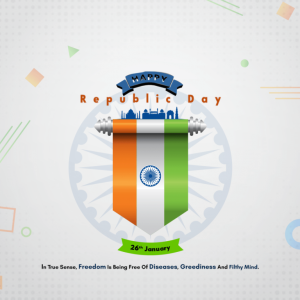 HAPPY
Republic Day
26th January
In True Sense, Freedom Is Being Free Of Diseases, Greediness And Filthy Mind.